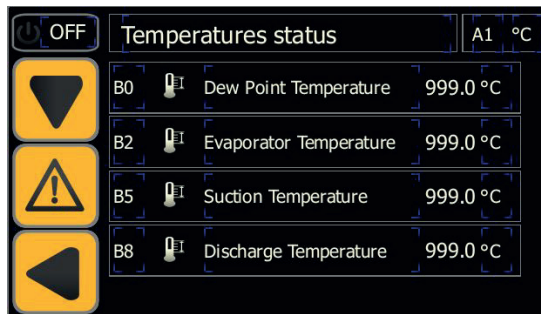 OFF Temperatures status A1 °C
B0 Dew Point Temperature 999.0 °C
B2 Evaporator Temperature 999.0 °C
B5 Suction Temperature 999.0 °C
B8 Discharge Temperature 999.0 °C